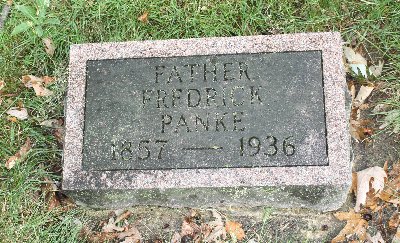 FATHER
FREDRICK
PANKE
1857 — 1936